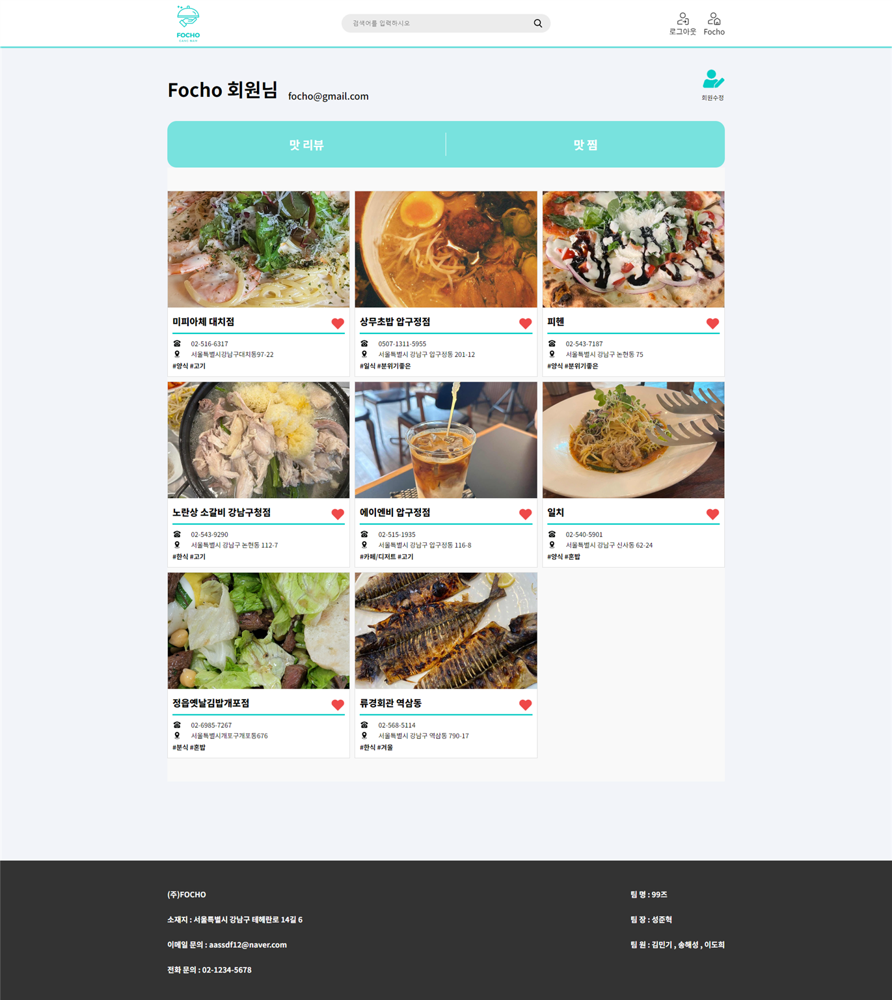 FOCHO
GANG NAM
검색어를 입력하시오
로그아웃
Focho
Focho 회원님
focho@gmail.com
회원수정
맛 리뷰
맛 찜
미피아체 대치점
02-516-6317
서울특별시강남구대치동97-22
#양식 #고기
상무초밥 압구정점
0507-1311-5955
서울특별시 강남구 압구정동 201-12
#일식 #분위기좋은
피헨
02-543-7187
서울특별시 강남구 논현동 75
#양식 #분위기좋은
노란상 소갈비 강남구청점
02-543-9290
서울특별시 강남구 논현동 112-7
#한식 #고기
에이엔비 압구정점
02-515-1935
서울특별시 강남구 압구정동 116-8
#카페/디저트 #고기
일치
02-540-5901
서울특별시 강남구 신사동 62-24
#양식 #혼밥
정읍옛날김밥개포점
02-6985-7267
서울특별시개포구개포동676
#분식 #혼밥
류경회관 역삼동
02-568-5114
서울특별시 강남구 역삼동 790-17
#한식 #겨울
(주)FOCHO
소재지 : 서울특별시 강남구 테헤란로 14길 6
이메일 문의 : aassdf12@naver.com
전화 문의 : 02-1234-5678
팀 명 : 99즈
팀 장 : 성준혁
팀 원 : 김민기 , 송해성 , 이도희